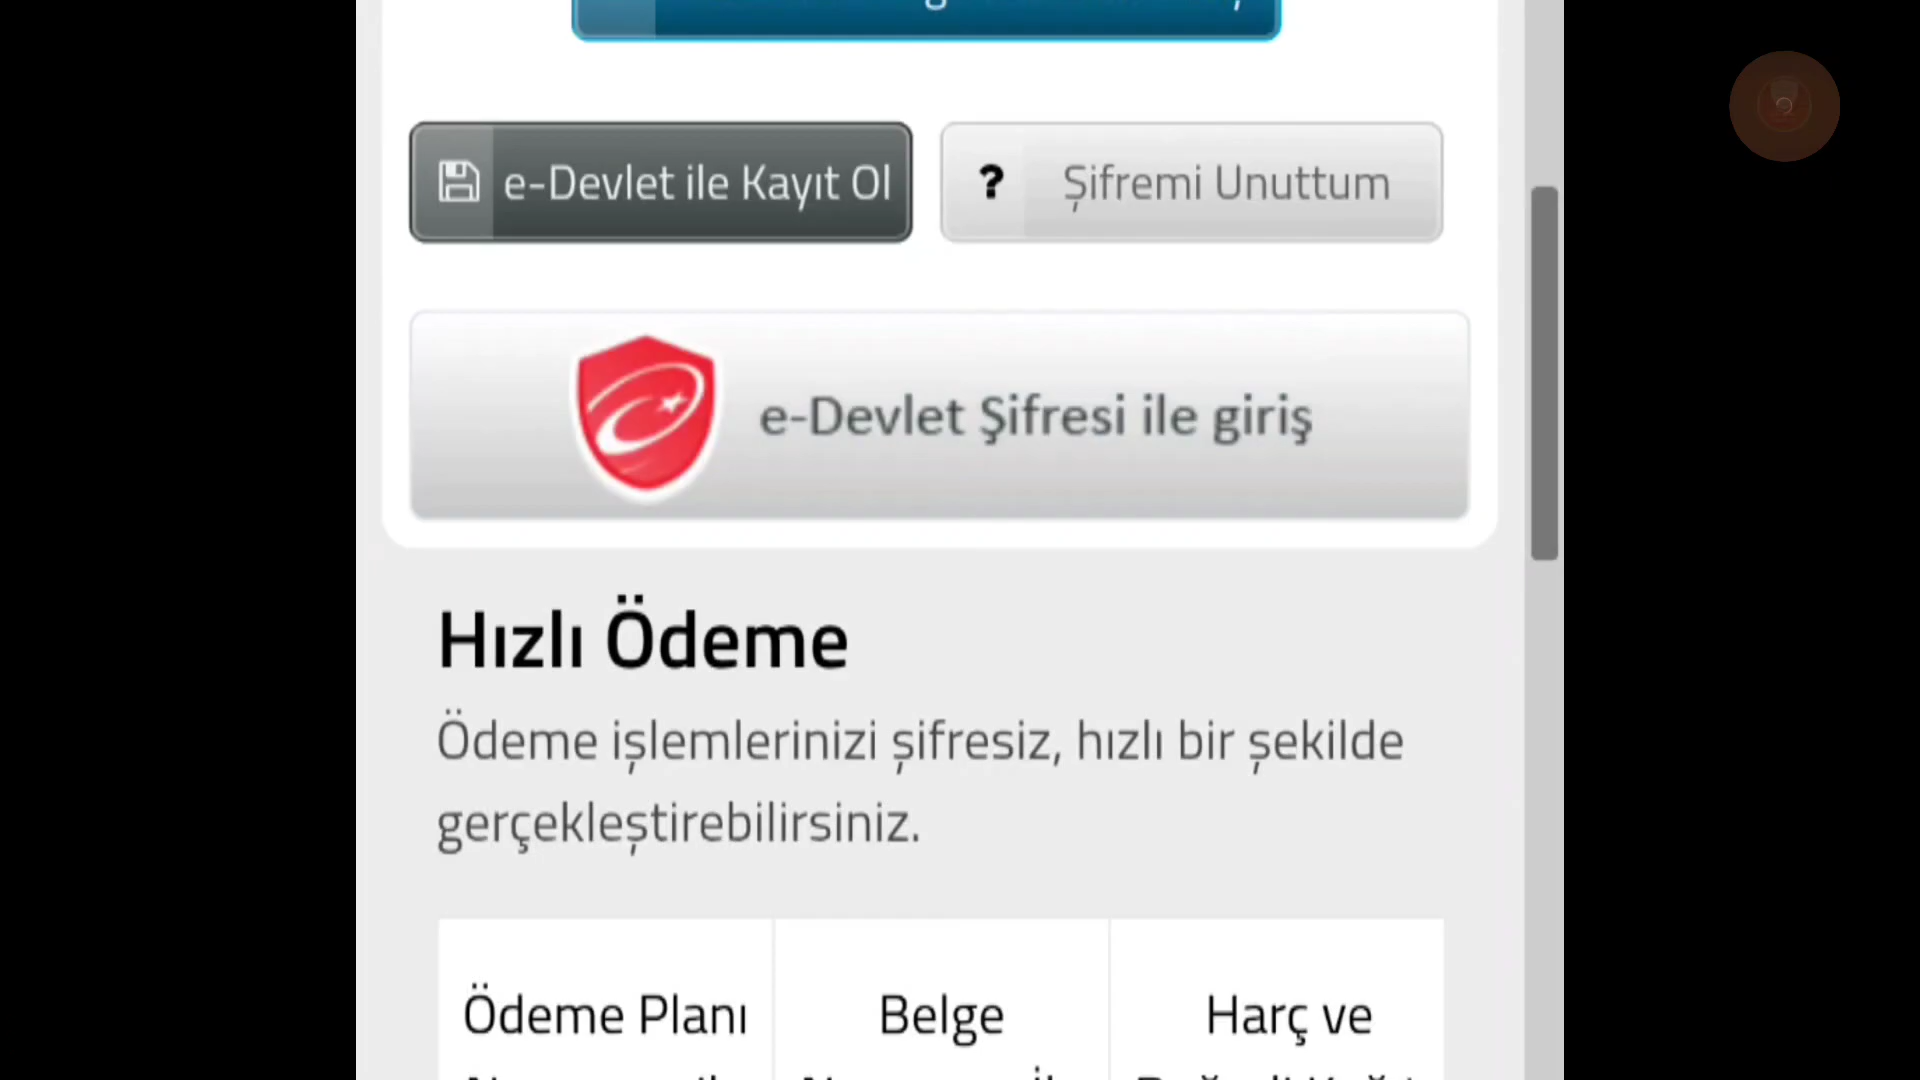 e-Devlet ile Kayıt Ol
? Şifremi Unuttum
e-Devlet Şifresi ile giriş
Hızlı Ödeme
Ödeme işlemlerinizi şifresiz, hızlı bir şekilde
gerçekleştirebilirsiniz.
Ödeme Planı
Belge
Harç ve